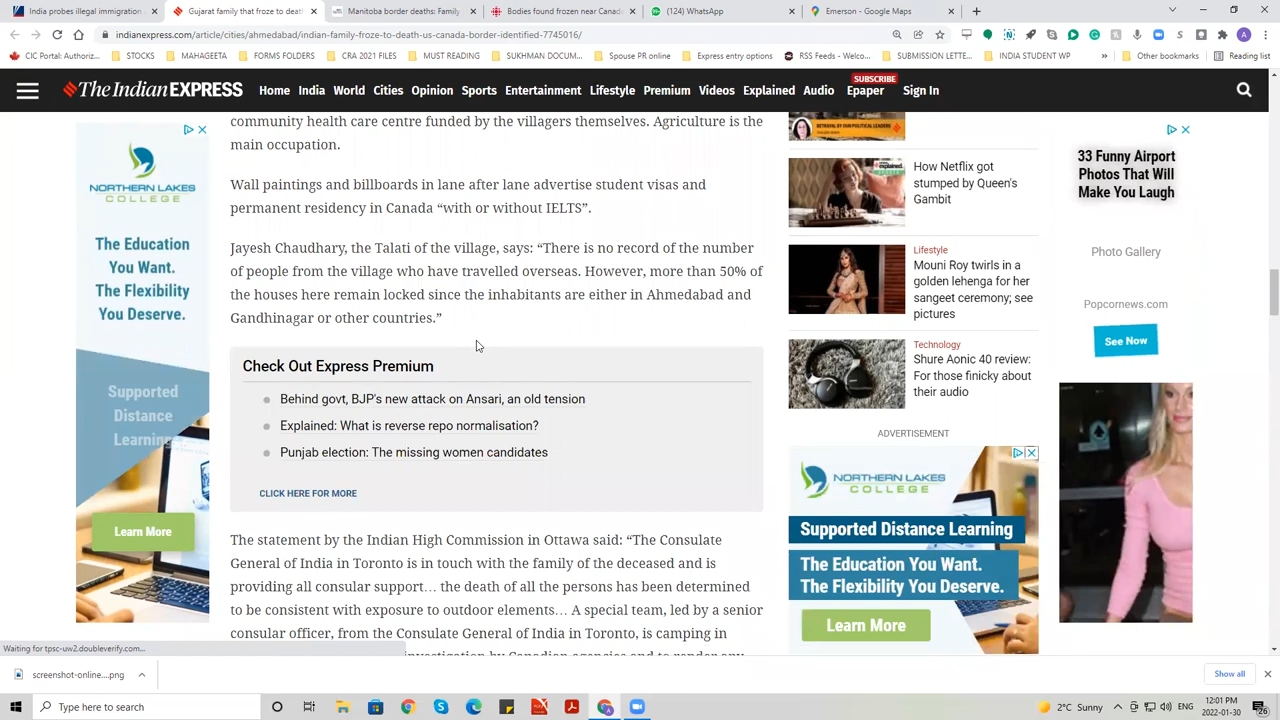 India probes illegal immigration
Gujarat family that froze to death
Manitoba border deaths: Family
Bodies found frozen near Canada
(124) WhatsApp
Emerson - Google Maps
indianexpress.com/article/cities/ahmedabad/indian-family-froze-to-death-us-canada-border-identified-7745016/
CIC Portal: Authoriz...
STOCKS
MAHAGEETA
FORMS OTHERS
CRA 2012 FILES
MUST READING
LUKHMAN DOCUM...
Spouse PR online
Express entry options
RSS Feeds - Welco...
SUBMISSION LETTE...
INDIA STUDENT WP
Other bookmarks
Reading list
The Indian EXPRESS
Home India World Cities Opinion Sports Entertainment Lifestyle Premium Videos Explained Audio Epaper Sign In
SUBSCRIBE
community health care centre funded by the villagers themselves. Agriculture is the
main occupation.
Wall paintings and billboards in lane after lane advertise student visas and
permanent residency in Canada “with or without IELTS”.
Jayesh Chaudhary, the Talati of the village, says: “There is no record of the number
of people from the village who have travelled overseas. However, more than 50% of
the houses here remain locked since the inhabitants are either in Ahmedabad and
Gandhinagar or other countries.”
Check Out Express Premium
Behind govt, BJP's new attack on Ansari, an old tension
Explained: What is reverse repo normalisation?
Punjab election: The missing women candidates
CLICK HERE FOR MORE
The statement by the Indian High Commission in Ottawa said: “The Consulate
General of India in Toronto is in touch with the family of the deceased and is
providing all consular support… the death of all the persons has been determined
to be consistent with exposure to outdoor elements… A special team, led by a senior
consular officer, from the Consulate General of India in Toronto, is camping in
investigation by Canadian agencies and to render any
NORTHERN LAKES
COLLEGE
The Education
You Want.
The Flexibility
You Deserve.
Supported
Distance
Learning
Learn More
BETRAYAL BY OUR POLITICAL LEADERS
How Netflix got
stumped by Queen's
Gambit
Lifestyle
Mouni Roy twirls in a
golden lehenga for her
sangeet ceremony; see
pictures
Technology
Shure Aonic 40 review:
For those finicky about
their audio
ADVERTISEMENT
NORTHERN LAKES
COLLEGE
Supported Distance Learning
The Education You Want.
The Flexibility You Deserve.
Learn More
33 Funny Airport
Photos That Will
Make You Laugh
Photo Gallery
Popcornews.com
See Now
Waiting for tpsc-uw2.doubleverify.com...
screenshot-online....png
Show all
Type here to search
2°C Sunny
ENG
12:01 PM
2022-01-30
26